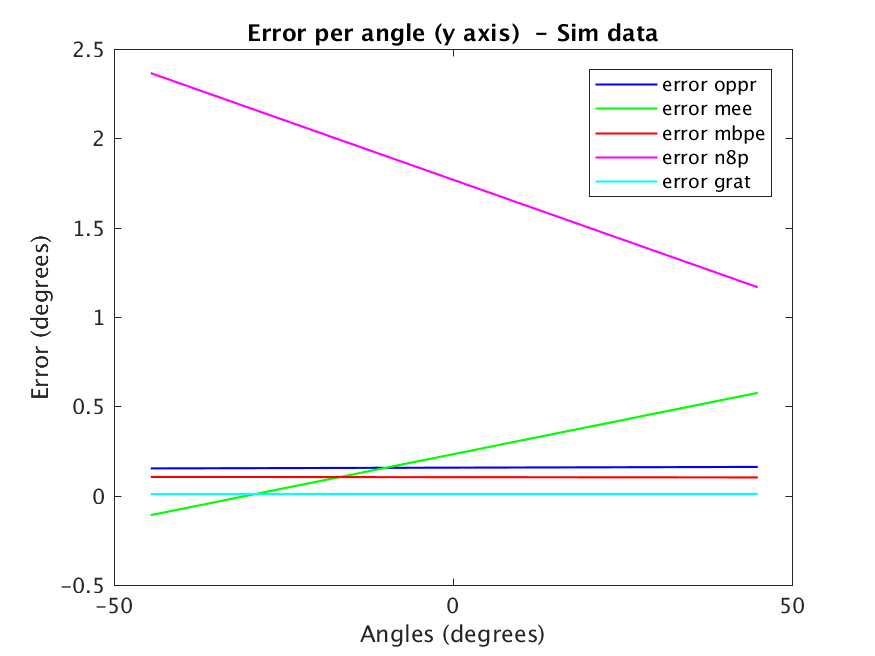 Error per angle (y axis) - Sim data
2.5
2
1.5
1
0.5
0
-0.5
-50
0
50
Error (degrees)
Angles (degrees)
error oppr
error mee
error mbpe
error n8p
error grat